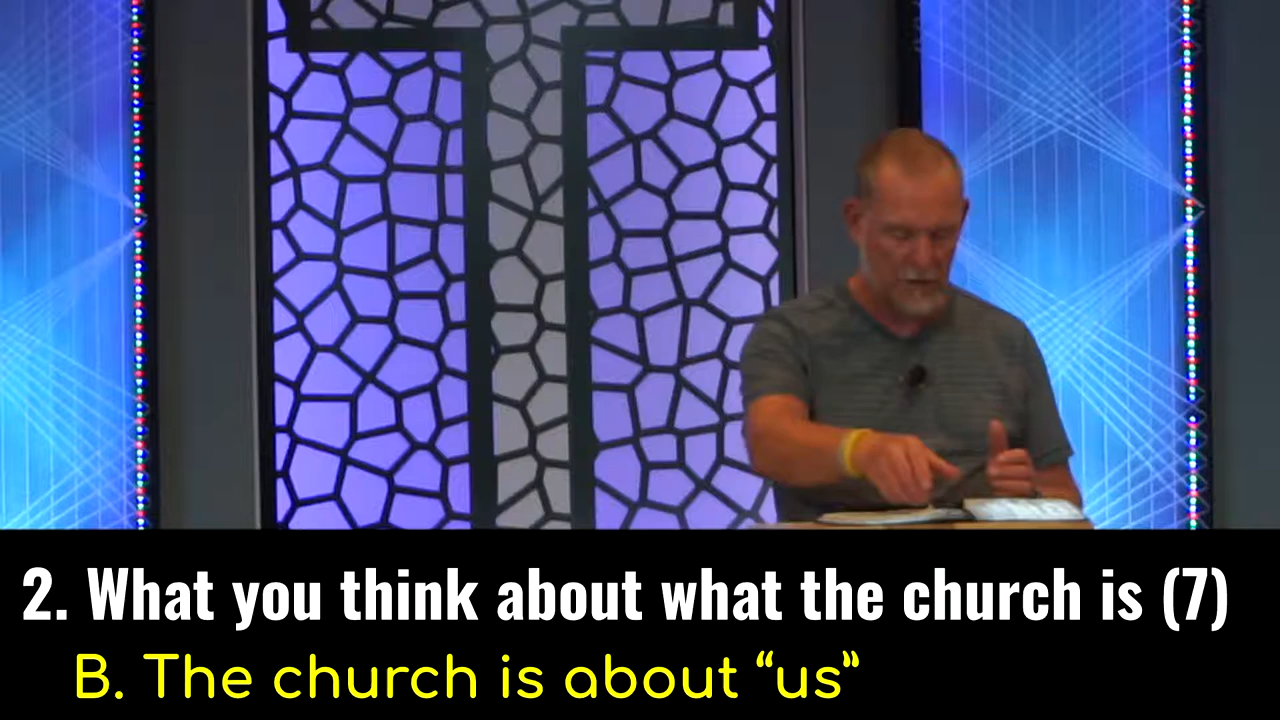 2. What you think about what the church is (7)
B. The church is about “us”